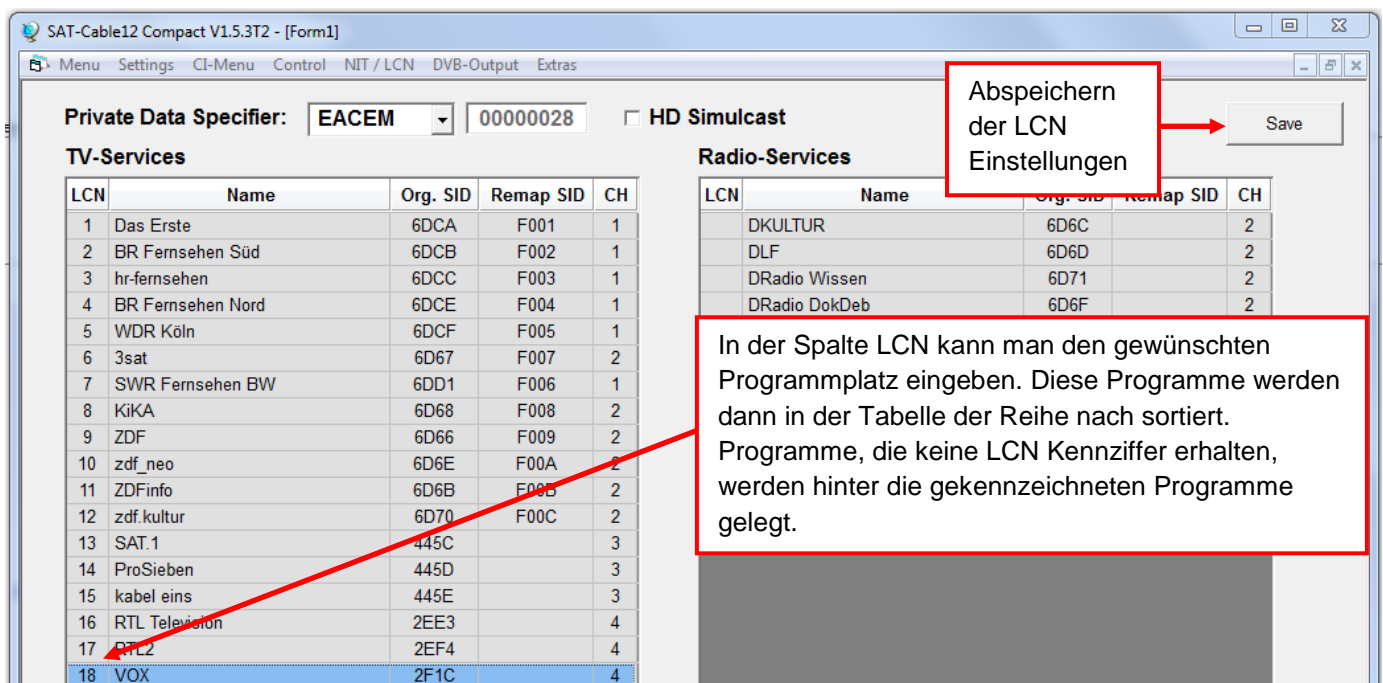 SAT-Cable12 Compact V1.5.3T2 - [Form1]
Menu Settings CI-Menu Control NIT / LCN DVB-Output Extras
Private Data Specifier: EACEM 00000028 HD Simulcast
Abspeichern
der LCN
Einstellungen
Save
TV-Services
LCN Name Org. SID Remap SID CH
1 Das Erste 6DCA F001 1
2 BR Fernsehen Süd 6DCB F002 1
3 hr-fernsehen 6DCC F003 1
4 BR Fernsehen Nord 6DCE F004 1
5 WDR Köln 6DCF F005 1
6 3sat 6D67 F007 2
7 SWR Fernsehen BW 6DD1 F006 1
8 KiKA 6D68 F008 2
9 ZDF 6D66 F009 2
10 zdf_neo 6D6E F00A 2
11 ZDFinfo 6D6B F00B 2
12 zdf.kultur 6D70 F00C 2
13 SAT.1 445C 3
14 ProSieben 445D 3
15 kabel eins 445E 3
16 RTL Television 2EE3 4
17 RTL2 2EF4 4
18 VOX 2F1C 4
Radio-Services
LCN Name Org. SID Remap SID CH
DKULTUR 6D6C 2
DLF 6D6D 2
DRadio Wissen 6D71 2
DRadio DokDeb 6D6F 2
In der Spalte LCN kann man den gewünschten
Programmplatz eingeben. Diese Programme werden
dann in der Tabelle der Reihe nach sortiert.
Programme, die keine LCN Kennziffer erhalten,
werden hinter die gekennzeichneten Programme
gelegt.